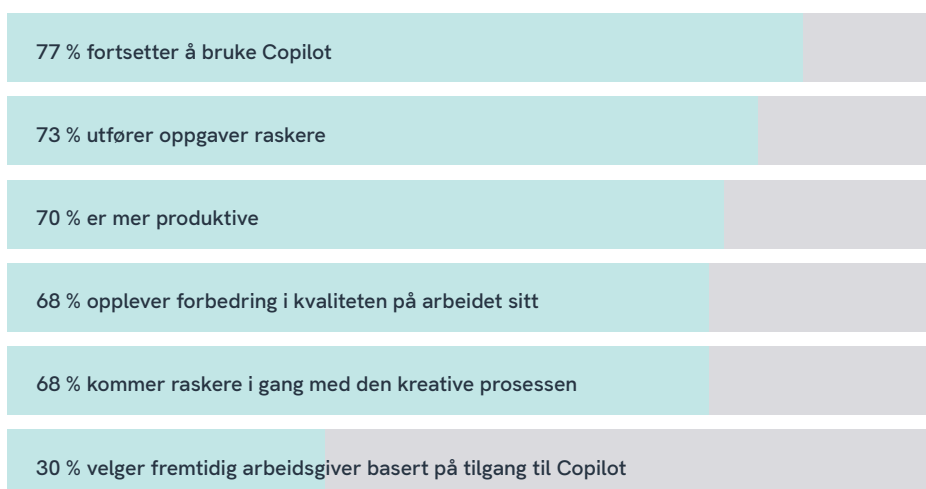 77 % fortsetter å bruke Copilot
73 % utfører oppgaver raskere
70 % er mer produktive
68 % opplever forbedring i kvaliteten på arbeidet sitt
68 % kommer raskere i gang med den kreative prosessen
30 % velger fremtidig arbeidsgiver basert på tilgang til Copilot